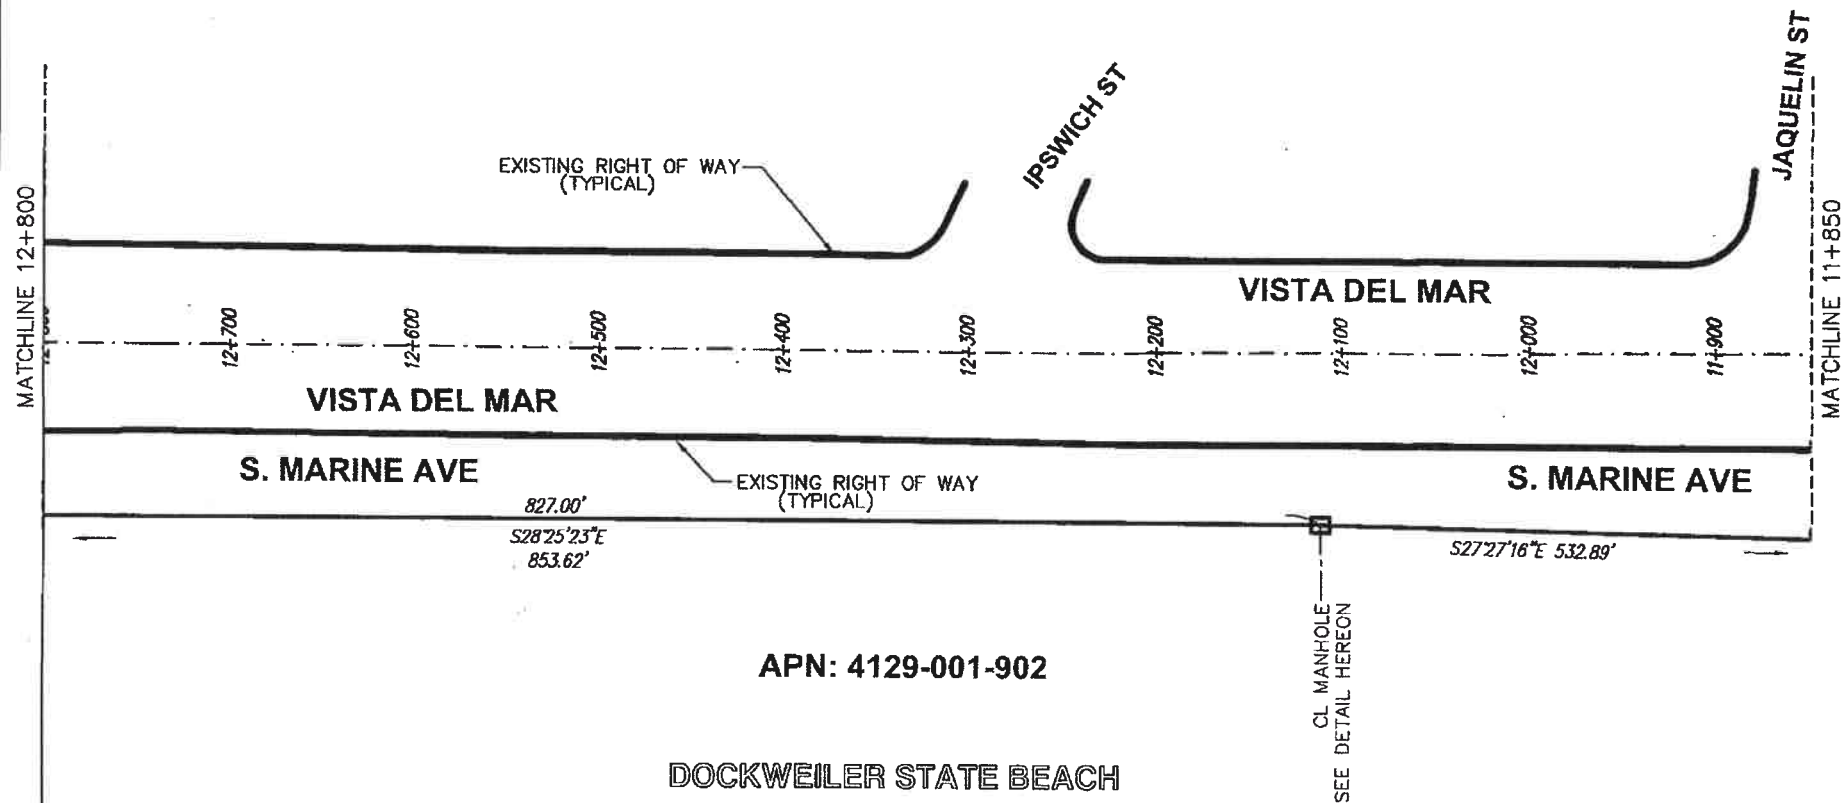 JAQUELIN ST
IPSWICH ST
EXISTING RIGHT OF WAY
(TYPICAL)
MATCHLINE 12+800
MATCHLINE 11+850
VISTA DEL MAR
12+700
12+600
12+500
12+400
12+300
12+200
12+100
12+000
11+900
VISTA DEL MAR
S. MARINE AVE
EXISTING RIGHT OF WAY
(TYPICAL)
S. MARINE AVE
827.00'
S28°25'23"E
853.62'
S27°27'16"E 532.89'
CL MANHOLE
SEE DETAIL HEREON
APN: 4129-001-902
DOCKWEILER STATE BEACH